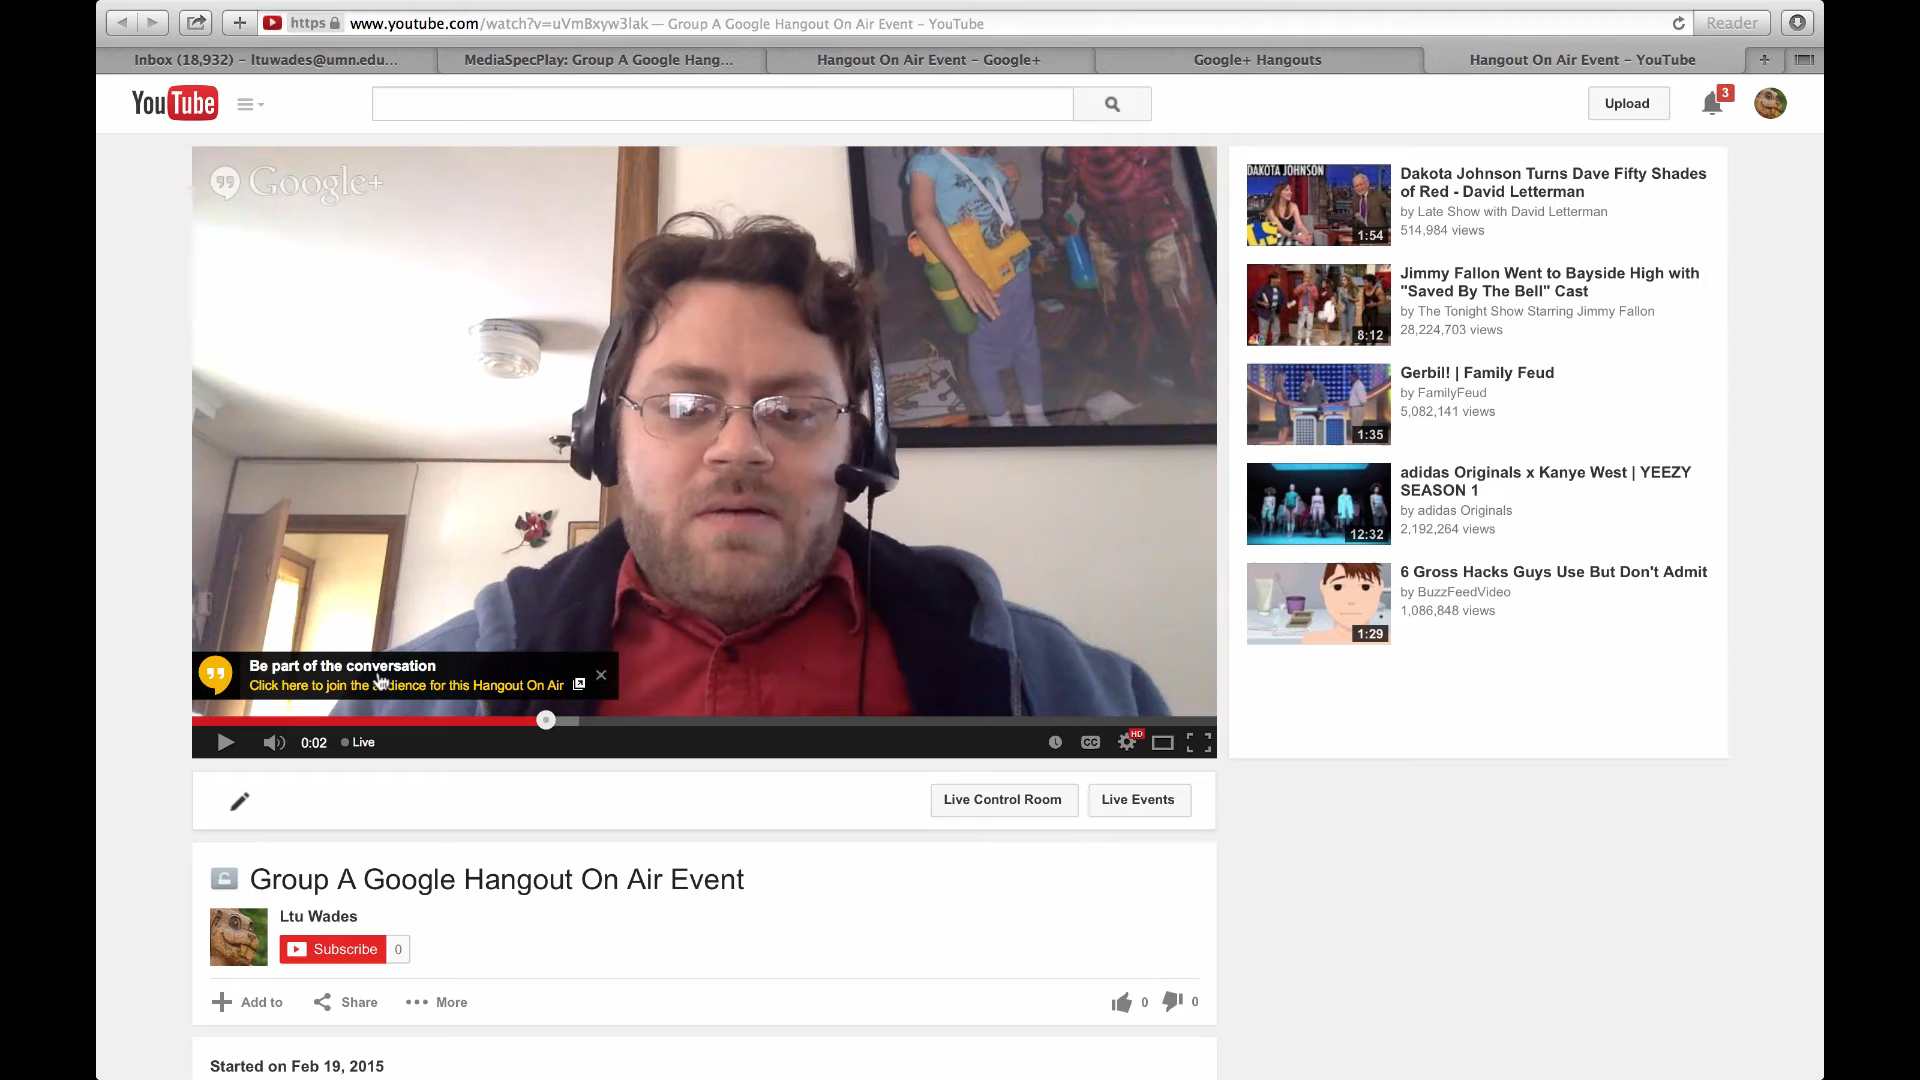 https www.youtube.com/watch?v=uVmBxyw3lak — Group A Google Hangout On Air Event – YouTube
Reader
Inbox (18,932) – ltuwades@umn.edu...
MediaSpecPlay: Group A Google Hang...
Hangout On Air Event – Google+
Google+ Hangouts
Hangout On Air Event – YouTube
YouTube
Upload
3
Google+
Be part of the conversation
Click here to join the audience for this Hangout On Air
0:02
Live
CC
HD
DAKOTA JOHNSON
1:54
Dakota Johnson Turns Dave Fifty Shades
of Red - David Letterman
by Late Show with David Letterman
514,984 views
8:12
Jimmy Fallon Went to Bayside High with
"Saved By The Bell" Cast
by The Tonight Show Starring Jimmy Fallon
28,224,703 views
1:35
Gerbil! | Family Feud
by FamilyFeud
5,082,141 views
12:32
adidas Originals x Kanye West | YEEZY
SEASON 1
by adidas Originals
2,192,264 views
1:29
6 Gross Hacks Guys Use But Don't Admit
by BuzzFeedVideo
1,086,848 views
Live Control Room
Live Events
Group A Google Hangout On Air Event
Ltu Wades
Subscribe
0
Add to
Share
More
0
0
Started on Feb 19, 2015